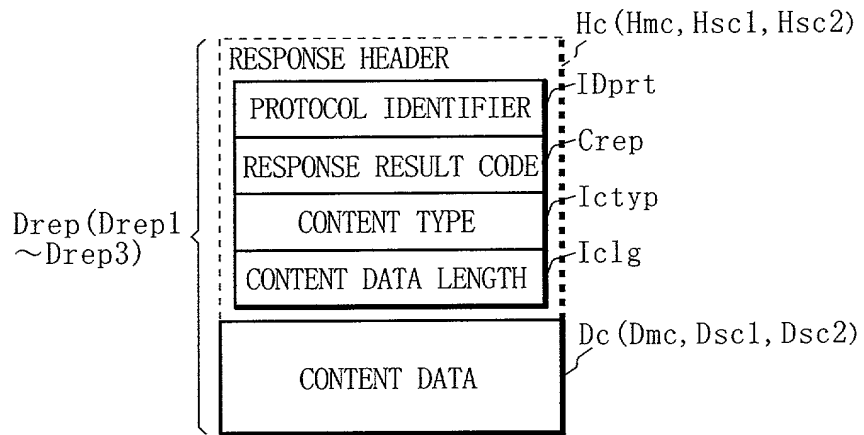 Hc(Hmc, Hsc1, Hsc2)
RESPONSE HEADER
IDprt
PROTOCOL IDENTIFIER
Crep
RESPONSE RESULT CODE
Ictyp
CONTENT TYPE
Drep(Drep1
~Drep3)
Iclg
CONTENT DATA LENGTH
Dc(Dmc, Dsc1, Dsc2)
CONTENT DATA